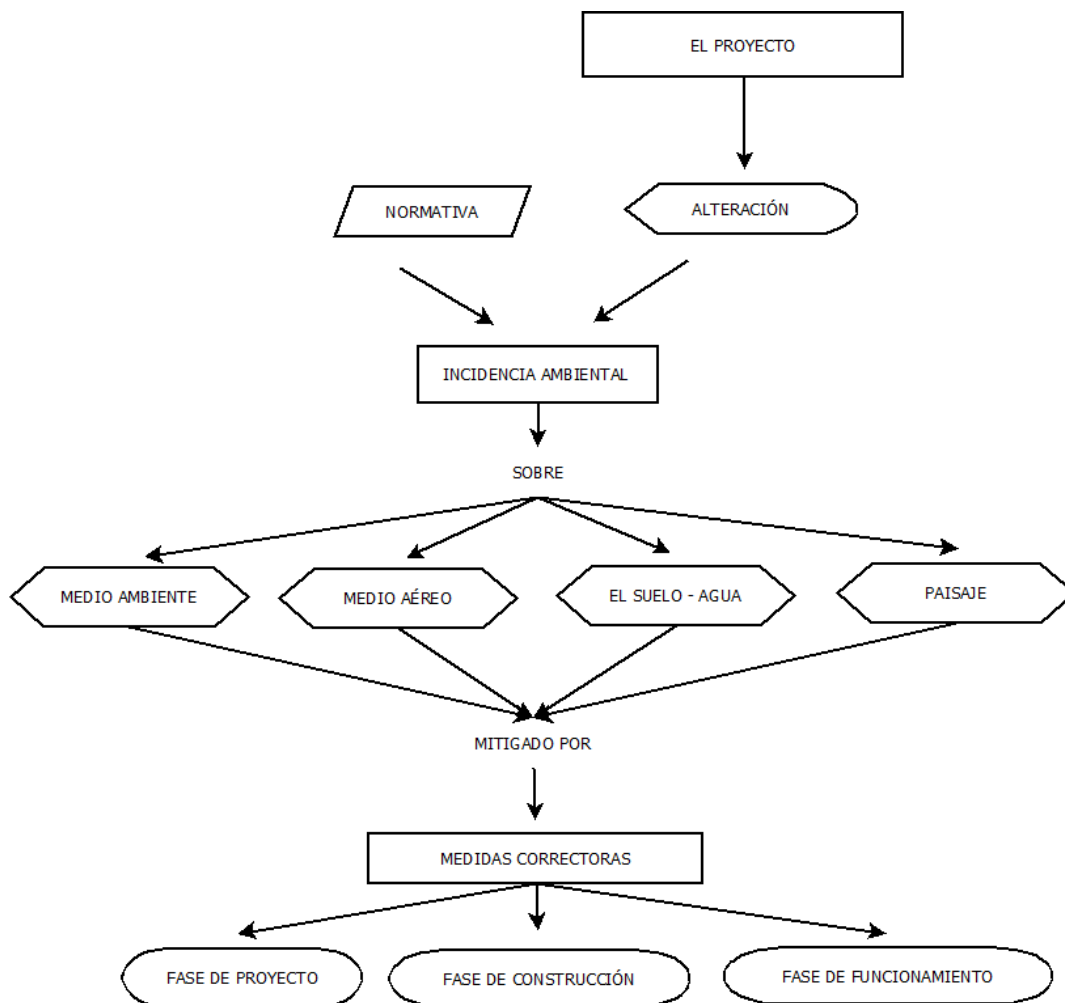 EL PROYECTO
NORMATIVA
ALTERACIÓN
INCIDENCIA AMBIENTAL
SOBRE
MEDIO AMBIENTE
MEDIO AÉREO
EL SUELO - AGUA
PAISAJE
MITIGADO POR
MEDIDAS CORRECTORAS
FASE DE PROYECTO
FASE DE CONSTRUCCIÓN
FASE DE FUNCIONAMIENTO